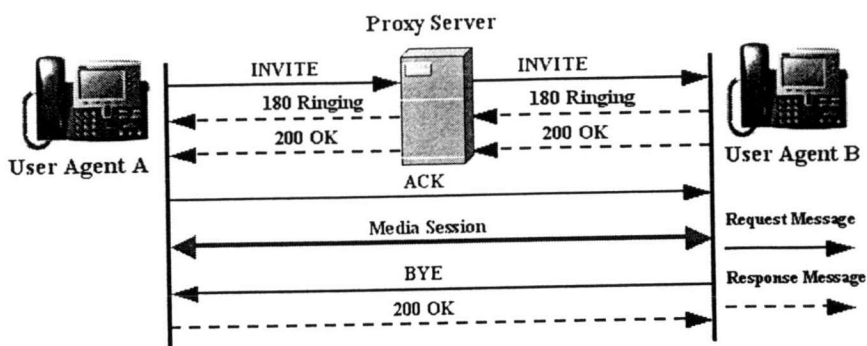 Proxy Server
INVITE
INVITE
180 Ringing
180 Ringing
200 OK
200 OK
User Agent A
User Agent B
ACK
Request Message
Media Session
BYE
Response Message
200 OK